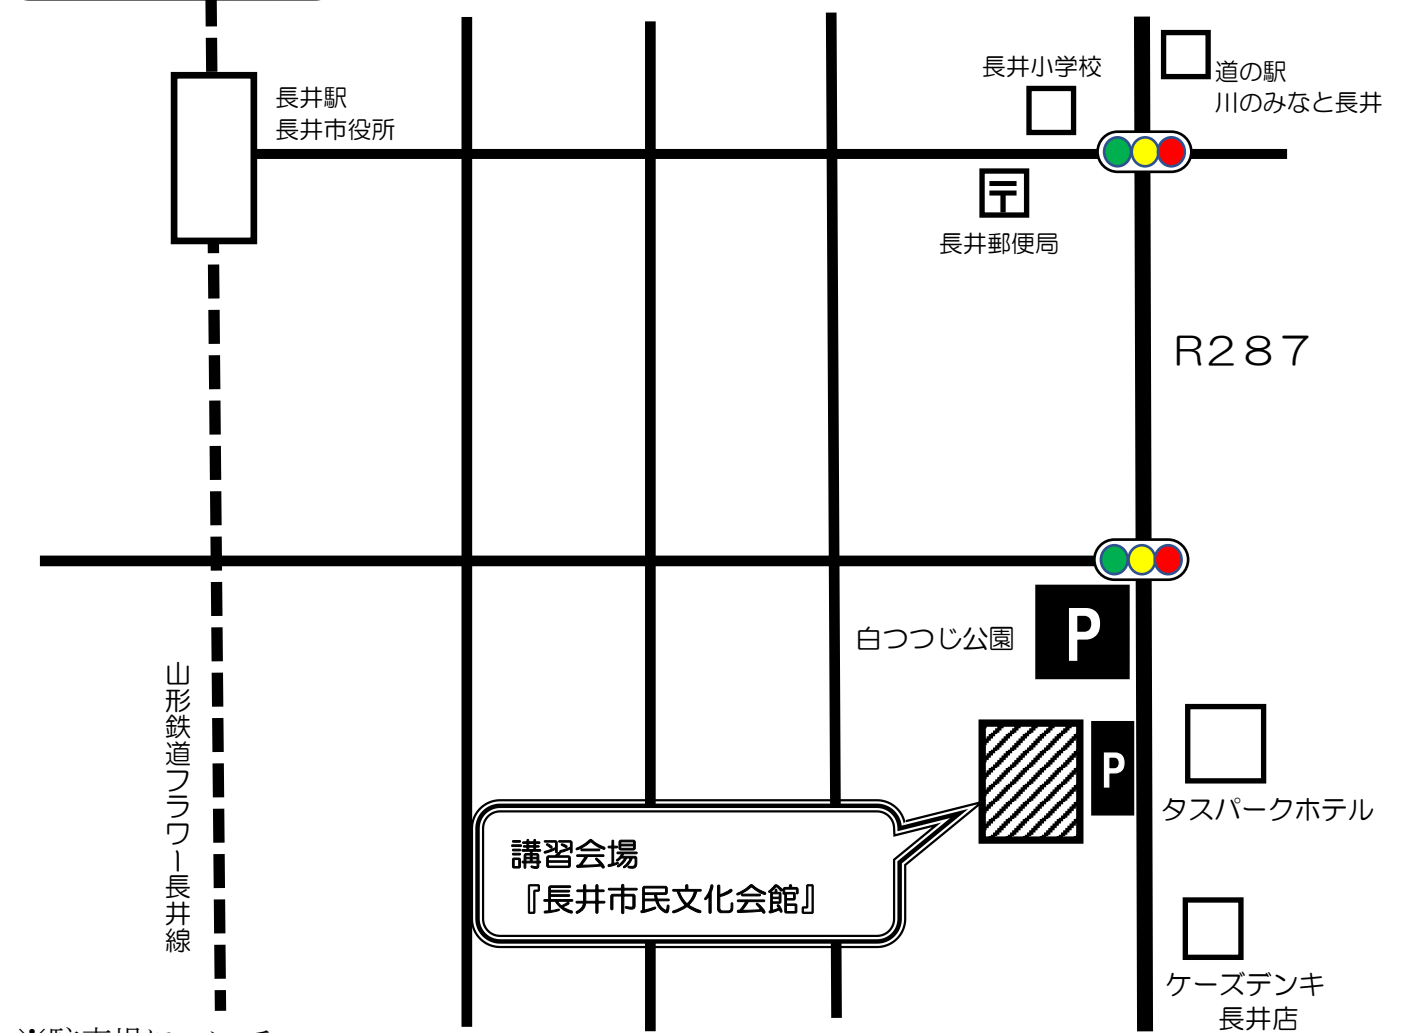 長井小学校
道の駅
川のみなと長井
長井駅
長井市役所
〒
長井郵便局
R287
白つつじ公園
P
P
タスパークホテル
山形鉄道フラワー長井線
講習会場
『長井市民文化会館』
ケーズデンキ
長井店